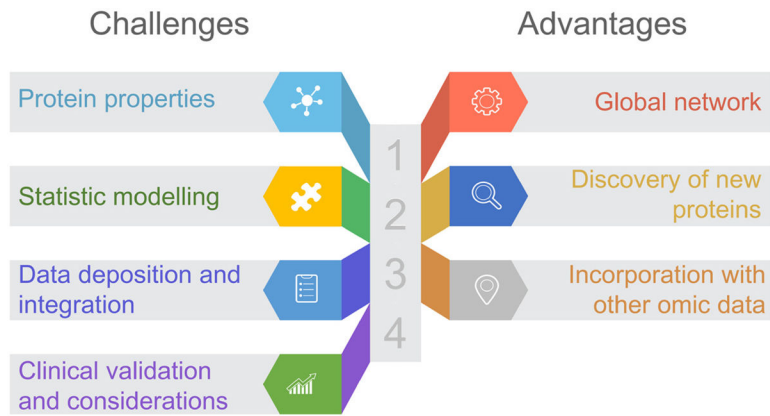 Challenges
Advantages
Protein properties
Statistic modelling
Data deposition and
integration
Clinical validation
and considerations
1
2
3
4
Global network
Discovery of new
proteins
Incorporation with
other omic data